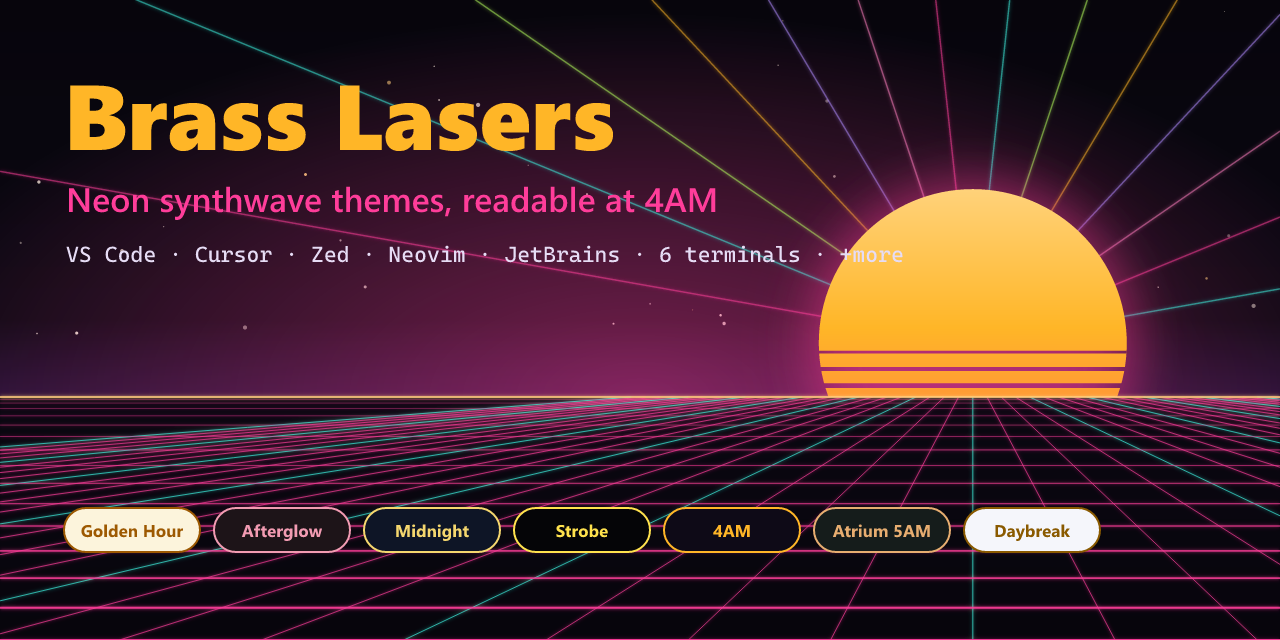 Brass Lasers
Neon synthwave themes, readable at 4AM
VS Code · Cursor · Zed · Neovim · JetBrains · 6 terminals · +more
Golden Hour Afterglow Midnight Strobe 4AM Atrium 5AM Daybreak